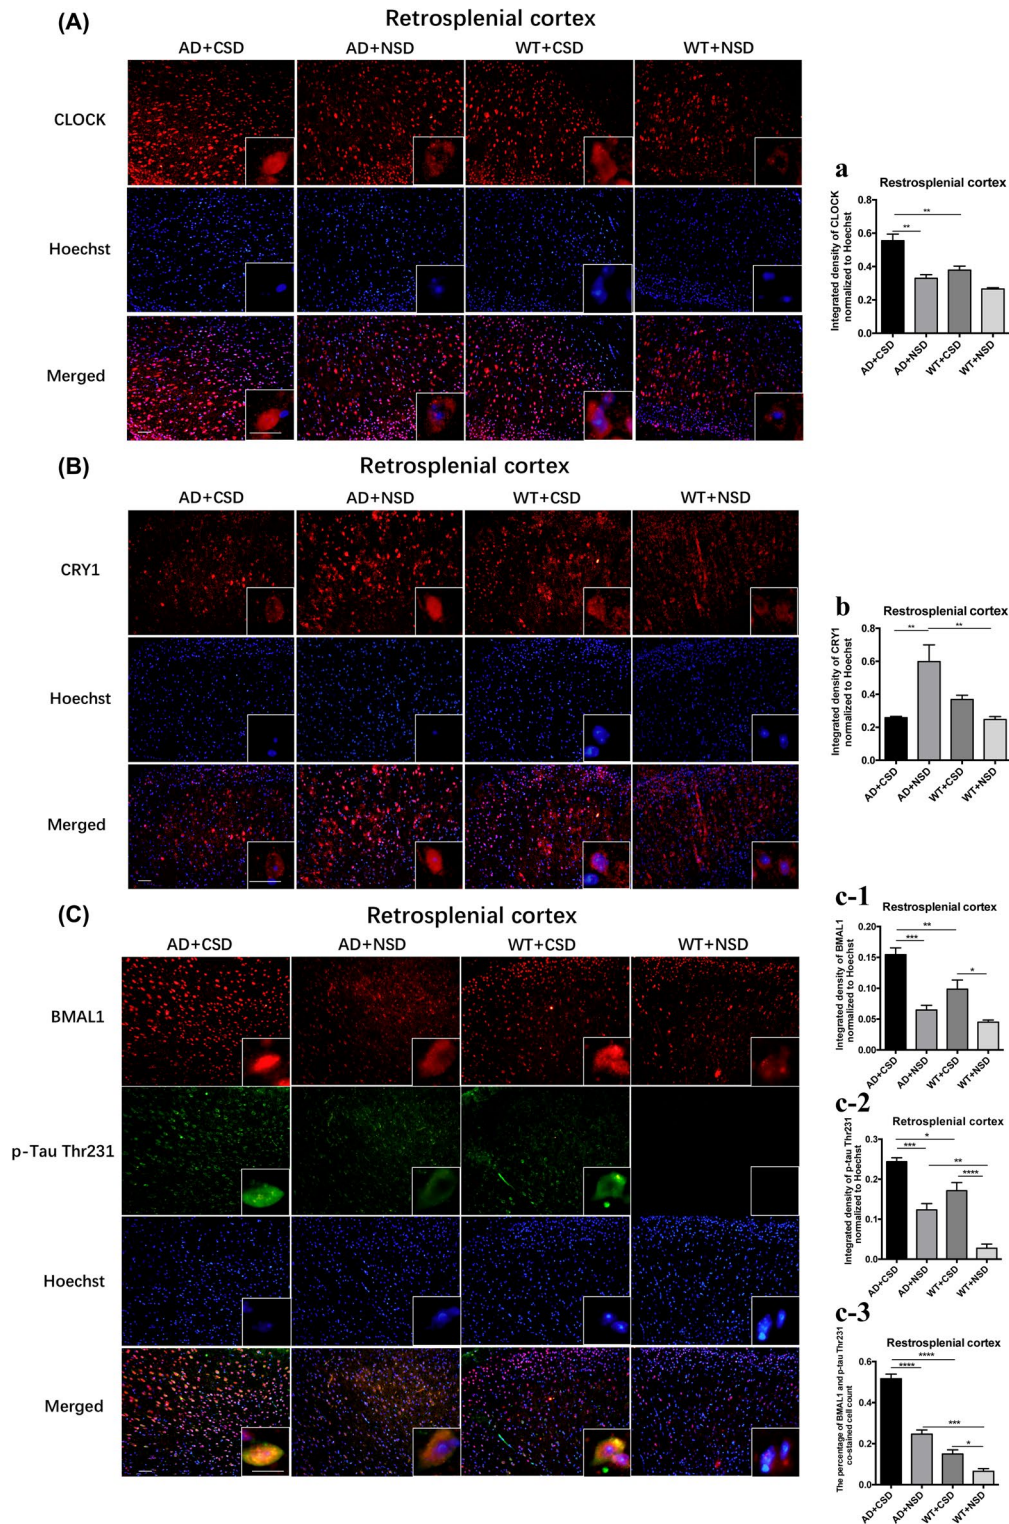 (A)
Retrosplenial cortex
AD+CSD AD+NSD WT+CSD WT+NSD
CLOCK
Hoechst
Merged
a
Restrosplenial cortex
Integrated density of CLOCK
normalized to Hoechst
0.8
0.6
0.4
0.2
0.0
**
**
AD+CSD
AD+NSD
WT+CSD
WT+NSD
(B)
Retrosplenial cortex
AD+CSD AD+NSD WT+CSD WT+NSD
CRY1
Hoechst
Merged
b
Restrosplenial cortex
Integrated density of CRY1
normalized to Hoechst
0.8
0.6
0.4
0.2
0.0
** **
AD+CSD
AD+NSD
WT+CSD
WT+NSD
(C)
Retrosplenial cortex
AD+CSD AD+NSD WT+CSD WT+NSD
BMAL1
p-Tau Thr231
Hoechst
Merged
c-1
Restrosplenial cortex
Integrated density of BMAL1
normalized to Hoechst
0.20
0.15
0.10
0.05
0.00
**
***
*
AD+CSD
AD+NSD
WT+CSD
WT+NSD
c-2
Retrosplenial cortex
Integrated density of p-tau Thr231
normalized to Hoechst
0.3
0.2
0.1
0.0
*
***
**
****
AD+CSD
AD+NSD
WT+CSD
WT+NSD
c-3
Restrosplenial cortex
The percentage of BMAL1 and p-tau Thr231
co-stained cell count
0.6
0.4
0.2
0.0
****
****
***
*
AD+CSD
AD+NSD
WT+CSD
WT+NSD